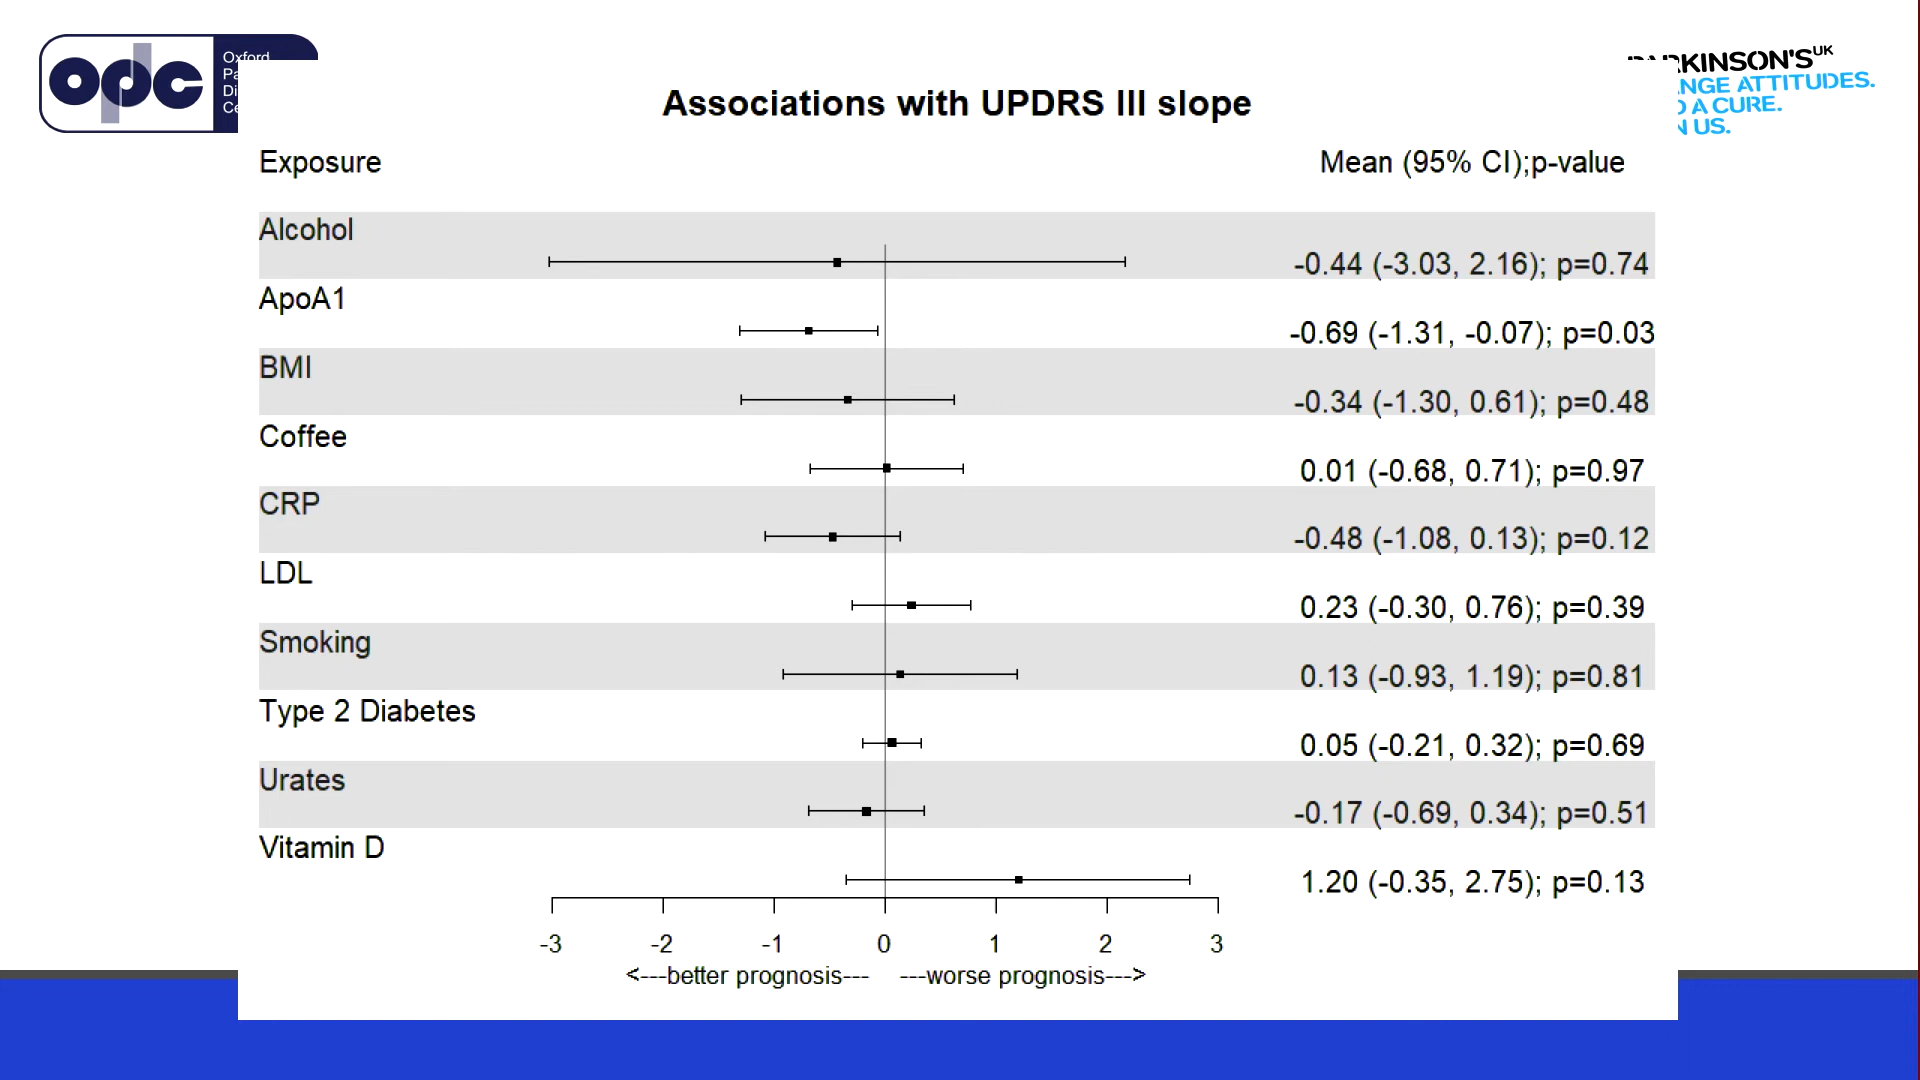 opdc
Oxford
PARKINSON'S UK
ATTITUDES.
A CURE.
US.
Associations with UPDRS III slope
Exposure Mean (95% CI);p-value
Alcohol
-0.44 (-3.03, 2.16); p=0.74
ApoA1
-0.69 (-1.31, -0.07); p=0.03
BMI
-0.34 (-1.30, 0.61); p=0.48
Coffee
0.01 (-0.68, 0.71); p=0.97
CRP
-0.48 (-1.08, 0.13); p=0.12
LDL
0.23 (-0.30, 0.76); p=0.39
Smoking
0.13 (-0.93, 1.19); p=0.81
Type 2 Diabetes
0.05 (-0.21, 0.32); p=0.69
Urates
-0.17 (-0.69, 0.34); p=0.51
Vitamin D
1.20 (-0.35, 2.75); p=0.13
-3 -2 -1 0 1 2 3
<---better prognosis--- ---worse prognosis--->